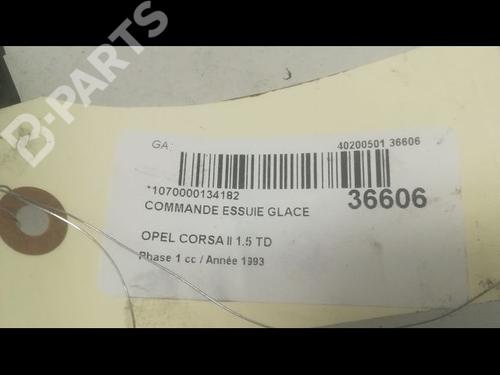 B-PARTS
GA:
40200501 36606
*1070000134182
36606
COMMANDE ESSUIE GLACE
OPEL CORSA II 1.5 TD
Phase 1 cc / Année 1993